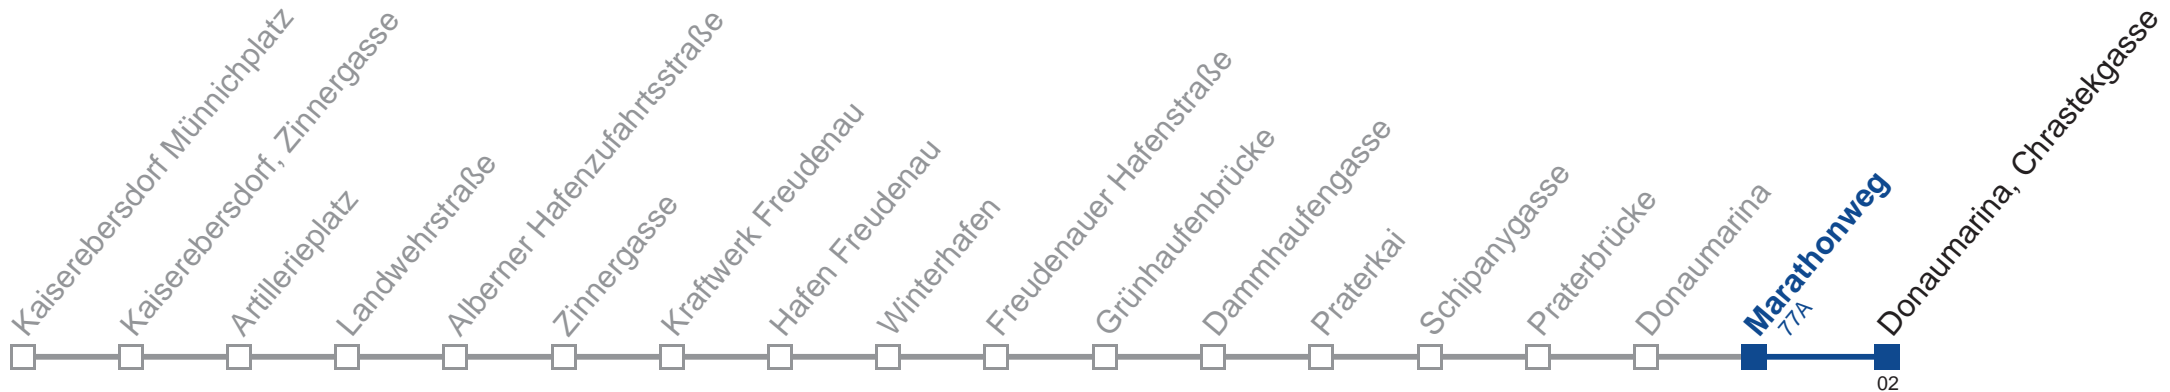 Kaiserebersdorf Münnichplatz
Kaiserebersdorf, Zinnergasse
Artillerieplatz
Landwehrstraße
Alberner Hafenzufahrtsstraße
Zinnergasse
Kraftwerk Freudenau
Hafen Freudenau
Winterhafen
Freudenauer Hafenstraße
Grünhaufenbrücke
Dammhaufengasse
Praterkai
Schipanygasse
Praterbrücke
Donaumarina
Marathonweg
77A
Donaumarina, Chrastekgasse
02